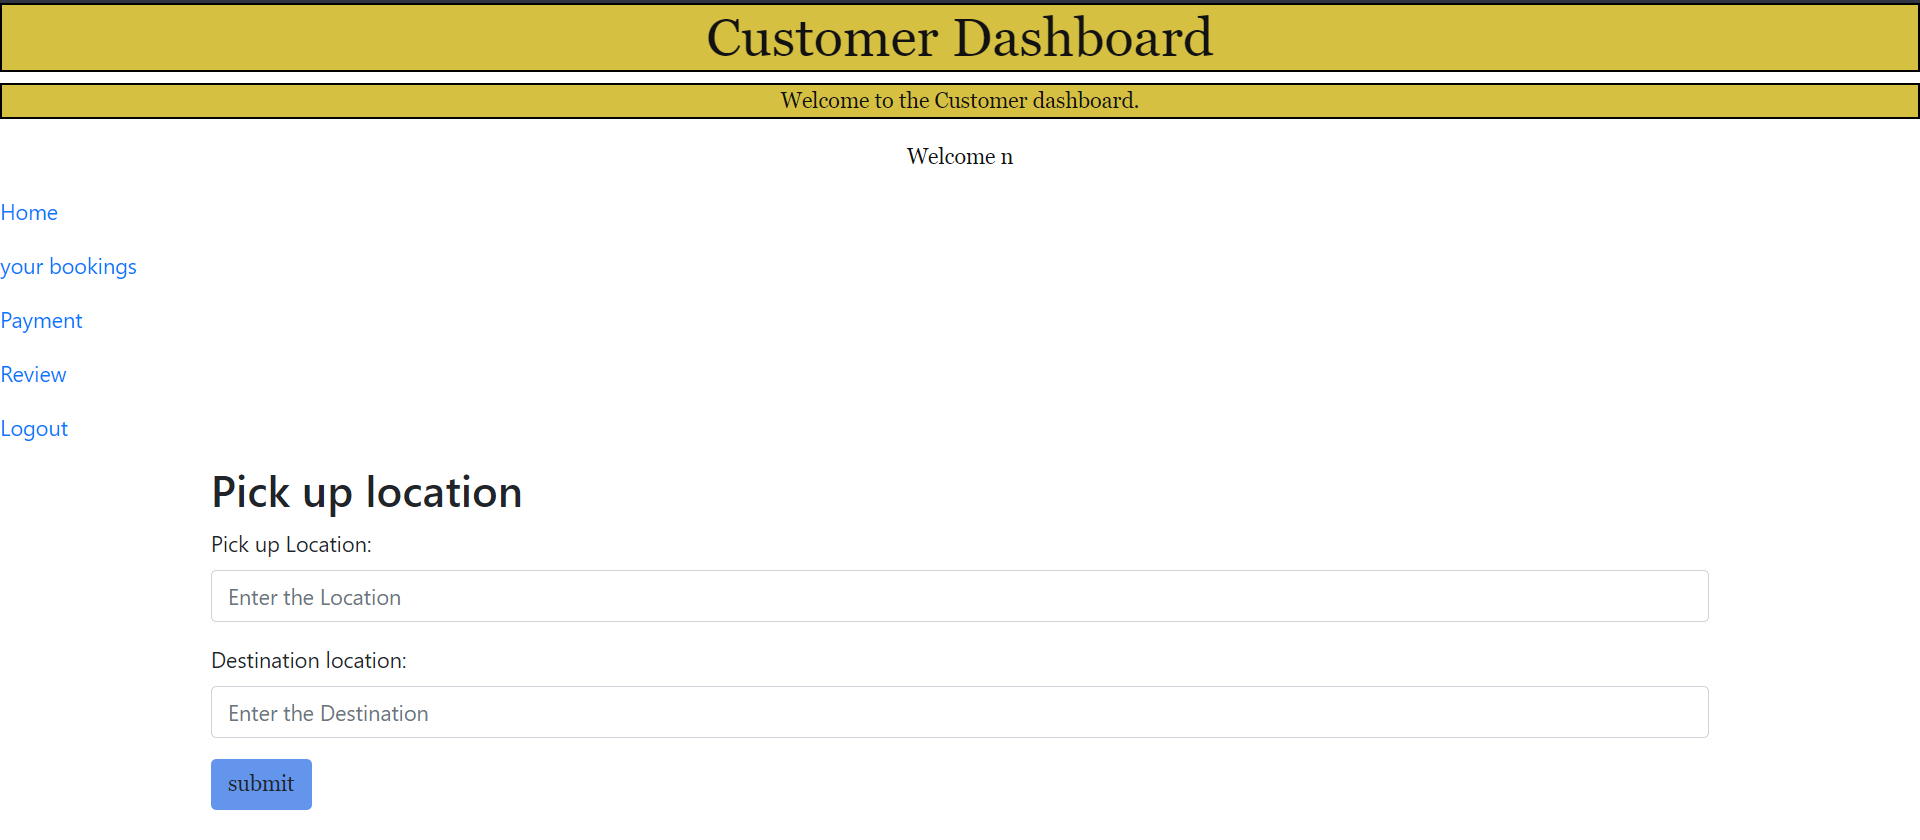 Customer Dashboard
Welcome to the Customer dashboard.
Welcome n
Home
your bookings
Payment
Review
Logout
Pick up location
Pick up Location:
Enter the Location
Destination location:
Enter the Destination
submit